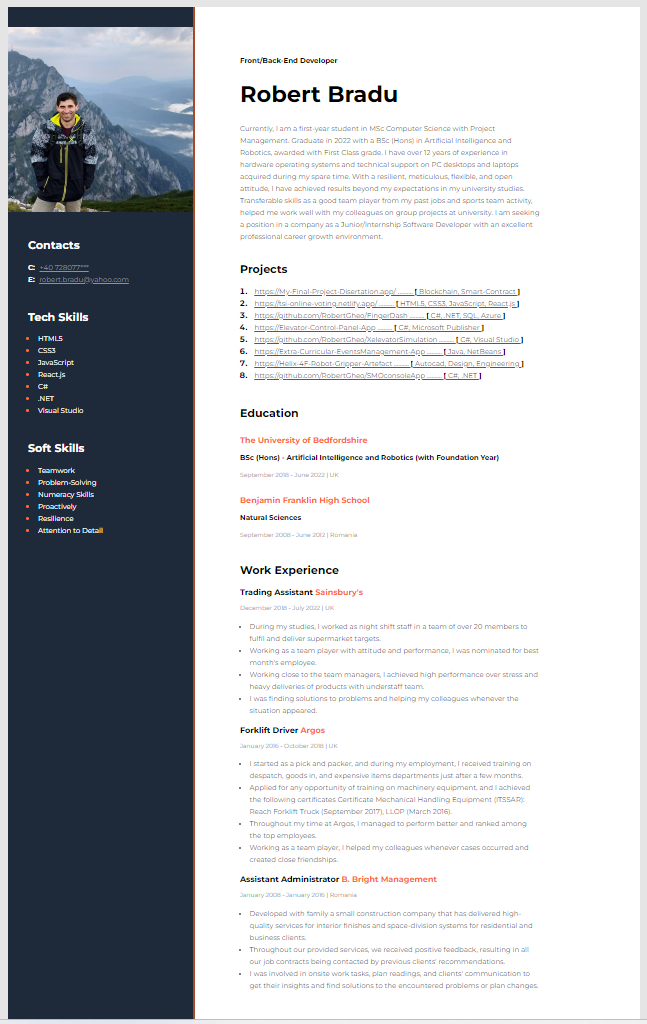 Front/Back-End Developer
Robert Bradu
Currently, I am a first-year student in MSc Computer Science with Project
Management. Graduate in 2022 with a BSc (Hons) in Artificial Intelligence and
Robotics, awarded with First Class grade. I have over 12 years of experience in
hardware operating systems and technical support on PC desktops and laptops
acquired during my spare time. With a resilient, meticulous, flexible, and open
attitude, I have achieved results beyond my expectations in my university studies.
Transferable skills as a good team player from my past jobs and sports team activity,
helped me work well with my colleagues on group projects at university. I am seeking
a position in a company as a Junior/Internship Software Developer with an excellent
professional career growth environment.
Contacts
C: +40 728077***
E: robert.bradu@yahoo.com
Tech Skills
HTML5
CSS3
JavaScript
React.js
C#
.NET
Visual Studio
Soft Skills
Teamwork
Problem-Solving
Numeracy Skills
Proactively
Resilience
Attention to Detail
Projects
1. https://My-Final-Project-Disertation.app/ ......... [ Blockchain, Smart-Contract ]
2. https://tsi-online-voting.netlify.app/ ......... [ HTML5, CSS3, JavaScript, React.js ]
3. https://github.com/RobertGheo/FingerDash ......... [ C#, .NET, SQL, Azure ]
4. https://Elevator-Control-Panel-App ......... [ C#, Microsoft Publisher ]
5. https://github.com/RobertGheo/XelevatorSimulation ......... [ C#, Visual Studio ]
6. https://Extra-Curricular-EventsManagement-App ......... [ Java, NetBeans ]
7. https://Helix-4F-Robot-Gripper-Artefact ......... [ Autocad, Design, Engineering ]
8. https://github.com/RobertGheo/SMOconsoleApp ......... [ C#, .NET ]
Education
The University of Bedfordshire
BSc (Hons) - Artificial Intelligence and Robotics (with Foundation Year)
September 2018 - June 2022 | UK
Benjamin Franklin High School
Natural Sciences
September 2008 - June 2012 | Romania
Work Experience
Trading Assistant Sainsbury's
December 2018 - July 2022 | UK
During my studies, I worked as night shift staff in a team of over 20 members to
fulfil and deliver supermarket targets.
Working as a team player with attitude and performance, I was nominated for best
month's employee.
Working close to the team managers, I achieved high performance over stress and
heavy deliveries of products with understaff team.
I was finding solutions to problems and helping my colleagues whenever the
situation appeared.
Forklift Driver Argos
January 2016 - October 2018 | UK
I started as a pick and packer, and during my employment, I received training on
despatch, goods in, and expensive items departments just after a few months.
Applied for any opportunity of training on machinery equipment, and I achieved
the following certificates Certificate Mechanical Handling Equipment (ITSSAR):
Reach Forklift Truck (September 2017), LLOP (March 2016).
Throughout my time at Argos, I managed to perform better and ranked among
the top employees.
Working as a team player, I helped my colleagues whenever cases occurred and
created close friendships.
Assistant Administrator B. Bright Management
January 2008 - January 2016 | Romania
Developed with family a small construction company that has delivered high-
quality services for interior finishes and space-division systems for residential and
business clients.
Throughout our provided services, we received positive feedback, resulting in all
our job contracts being contacted by previous clients' recommendations.
I was involved in onsite work tasks, plan readings, and clients' communication to
get their insights and find solutions to the encountered problems or plan changes.